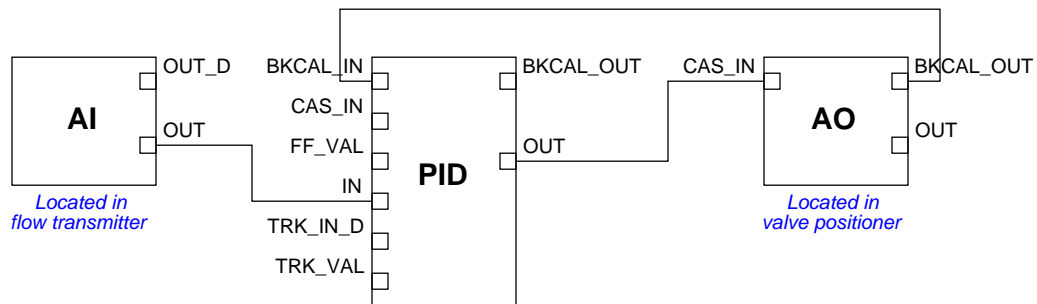 AI
OUT_D
OUT
Located in
flow transmitter
BKCAL_IN
CAS_IN
FF_VAL
IN
TRK_IN_D
TRK_VAL
PID
BKCAL_OUT
OUT
CAS_IN
AO
BKCAL_OUT
OUT
Located in
valve positioner